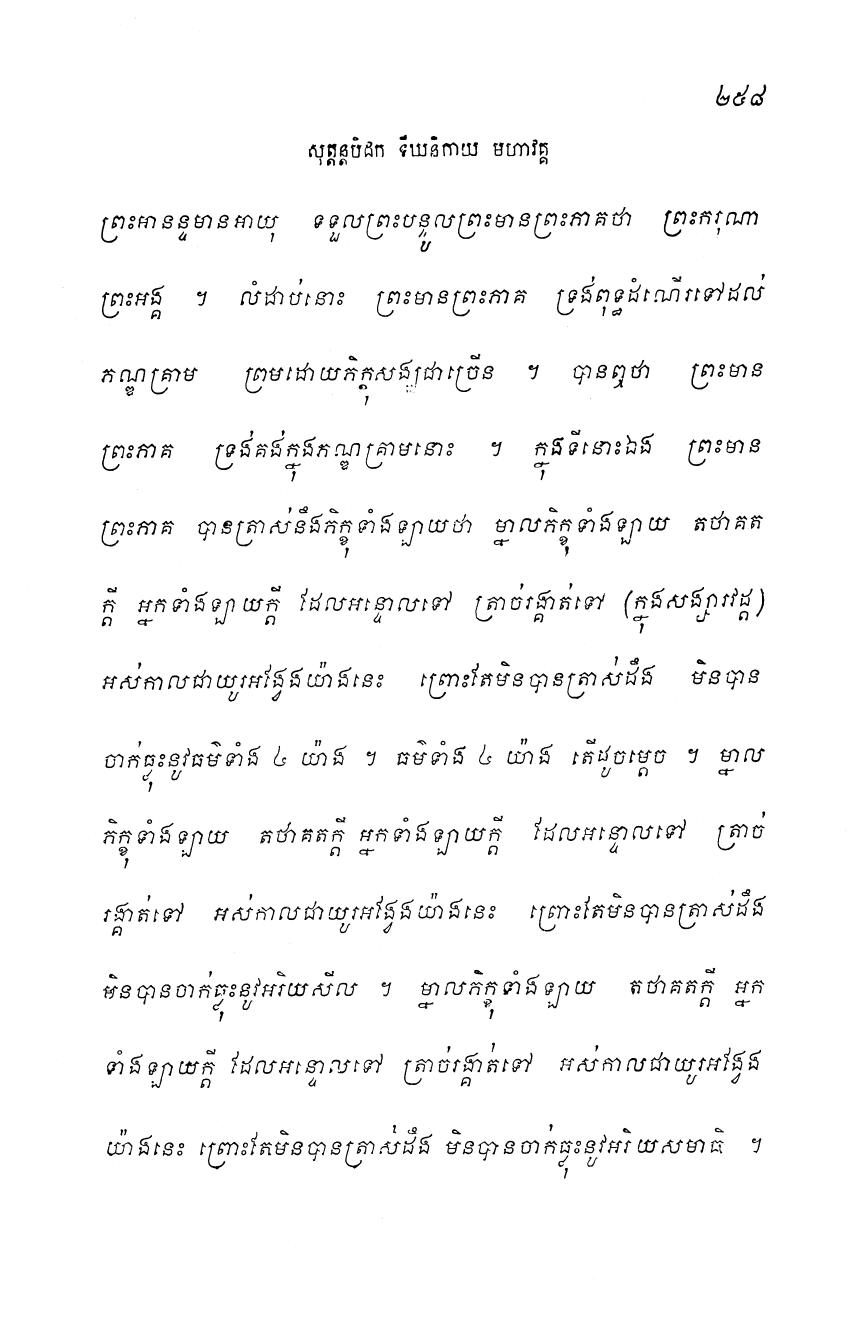 ២៥៨
សុត្តន្តបិដក ទីឃនិកាយ មហាវគ្គ
ព្រះអានន្ទមានអាយុ ទទួលព្រះបន្ទូលព្រះមានព្រះភាគថា ព្រះករុណា
ព្រះអង្គ ។ លំដាប់នោះ ព្រះមានព្រះភាគ ទ្រង់ពុទ្ធដំណើរទៅដល់
ភណ្ឌគ្រាម ព្រមដោយភិក្ខុសង្ឃជាច្រើន ។ បានឮថា ព្រះមាន
ព្រះភាគ ទ្រង់គង់ក្នុងភណ្ឌគ្រាមនោះ ។ ក្នុងទីនោះឯង ព្រះមាន
ព្រះភាគ បានត្រាស់នឹងភិក្ខុទាំងឡាយថា ម្នាលភិក្ខុទាំងឡាយ តថាគត
ក្តី អ្នកទាំងឡាយក្តី ដែលអន្ទោលទៅ ត្រាច់រង្គាត់ទៅ (ក្នុងសង្សារវដ្ត)
អស់កាលជាយូរអង្វែងយ៉ាងនេះ ព្រោះតែមិនបានត្រាស់ដឹង មិនបាន
ចាក់ធ្លុះនូវធម៌ទាំង ៤ យ៉ាង ។ ធម៌ទាំង ៤ យ៉ាង តើដូចម្តេច ។ ម្នាល
ភិក្ខុទាំងឡាយ តថាគតក្តី អ្នកទាំងឡាយក្តី ដែលអន្ទោលទៅ ត្រាច់
រង្គាត់ទៅ អស់កាលជាយូរអង្វែងយ៉ាងនេះ ព្រោះតែមិនបានត្រាស់ដឹង
មិនបានចាក់ធ្លុះនូវអរិយសីល ។ ម្នាលភិក្ខុទាំងឡាយ តថាគតក្តី អ្នក
ទាំងឡាយក្តី ដែលអន្ទោលទៅ ត្រាច់រង្គាត់ទៅ អស់កាលជាយូរអង្វែង
យ៉ាងនេះ ព្រោះតែមិនបានត្រាស់ដឹង មិនបានចាក់ធ្លុះនូវអរិយសមាធិ ។